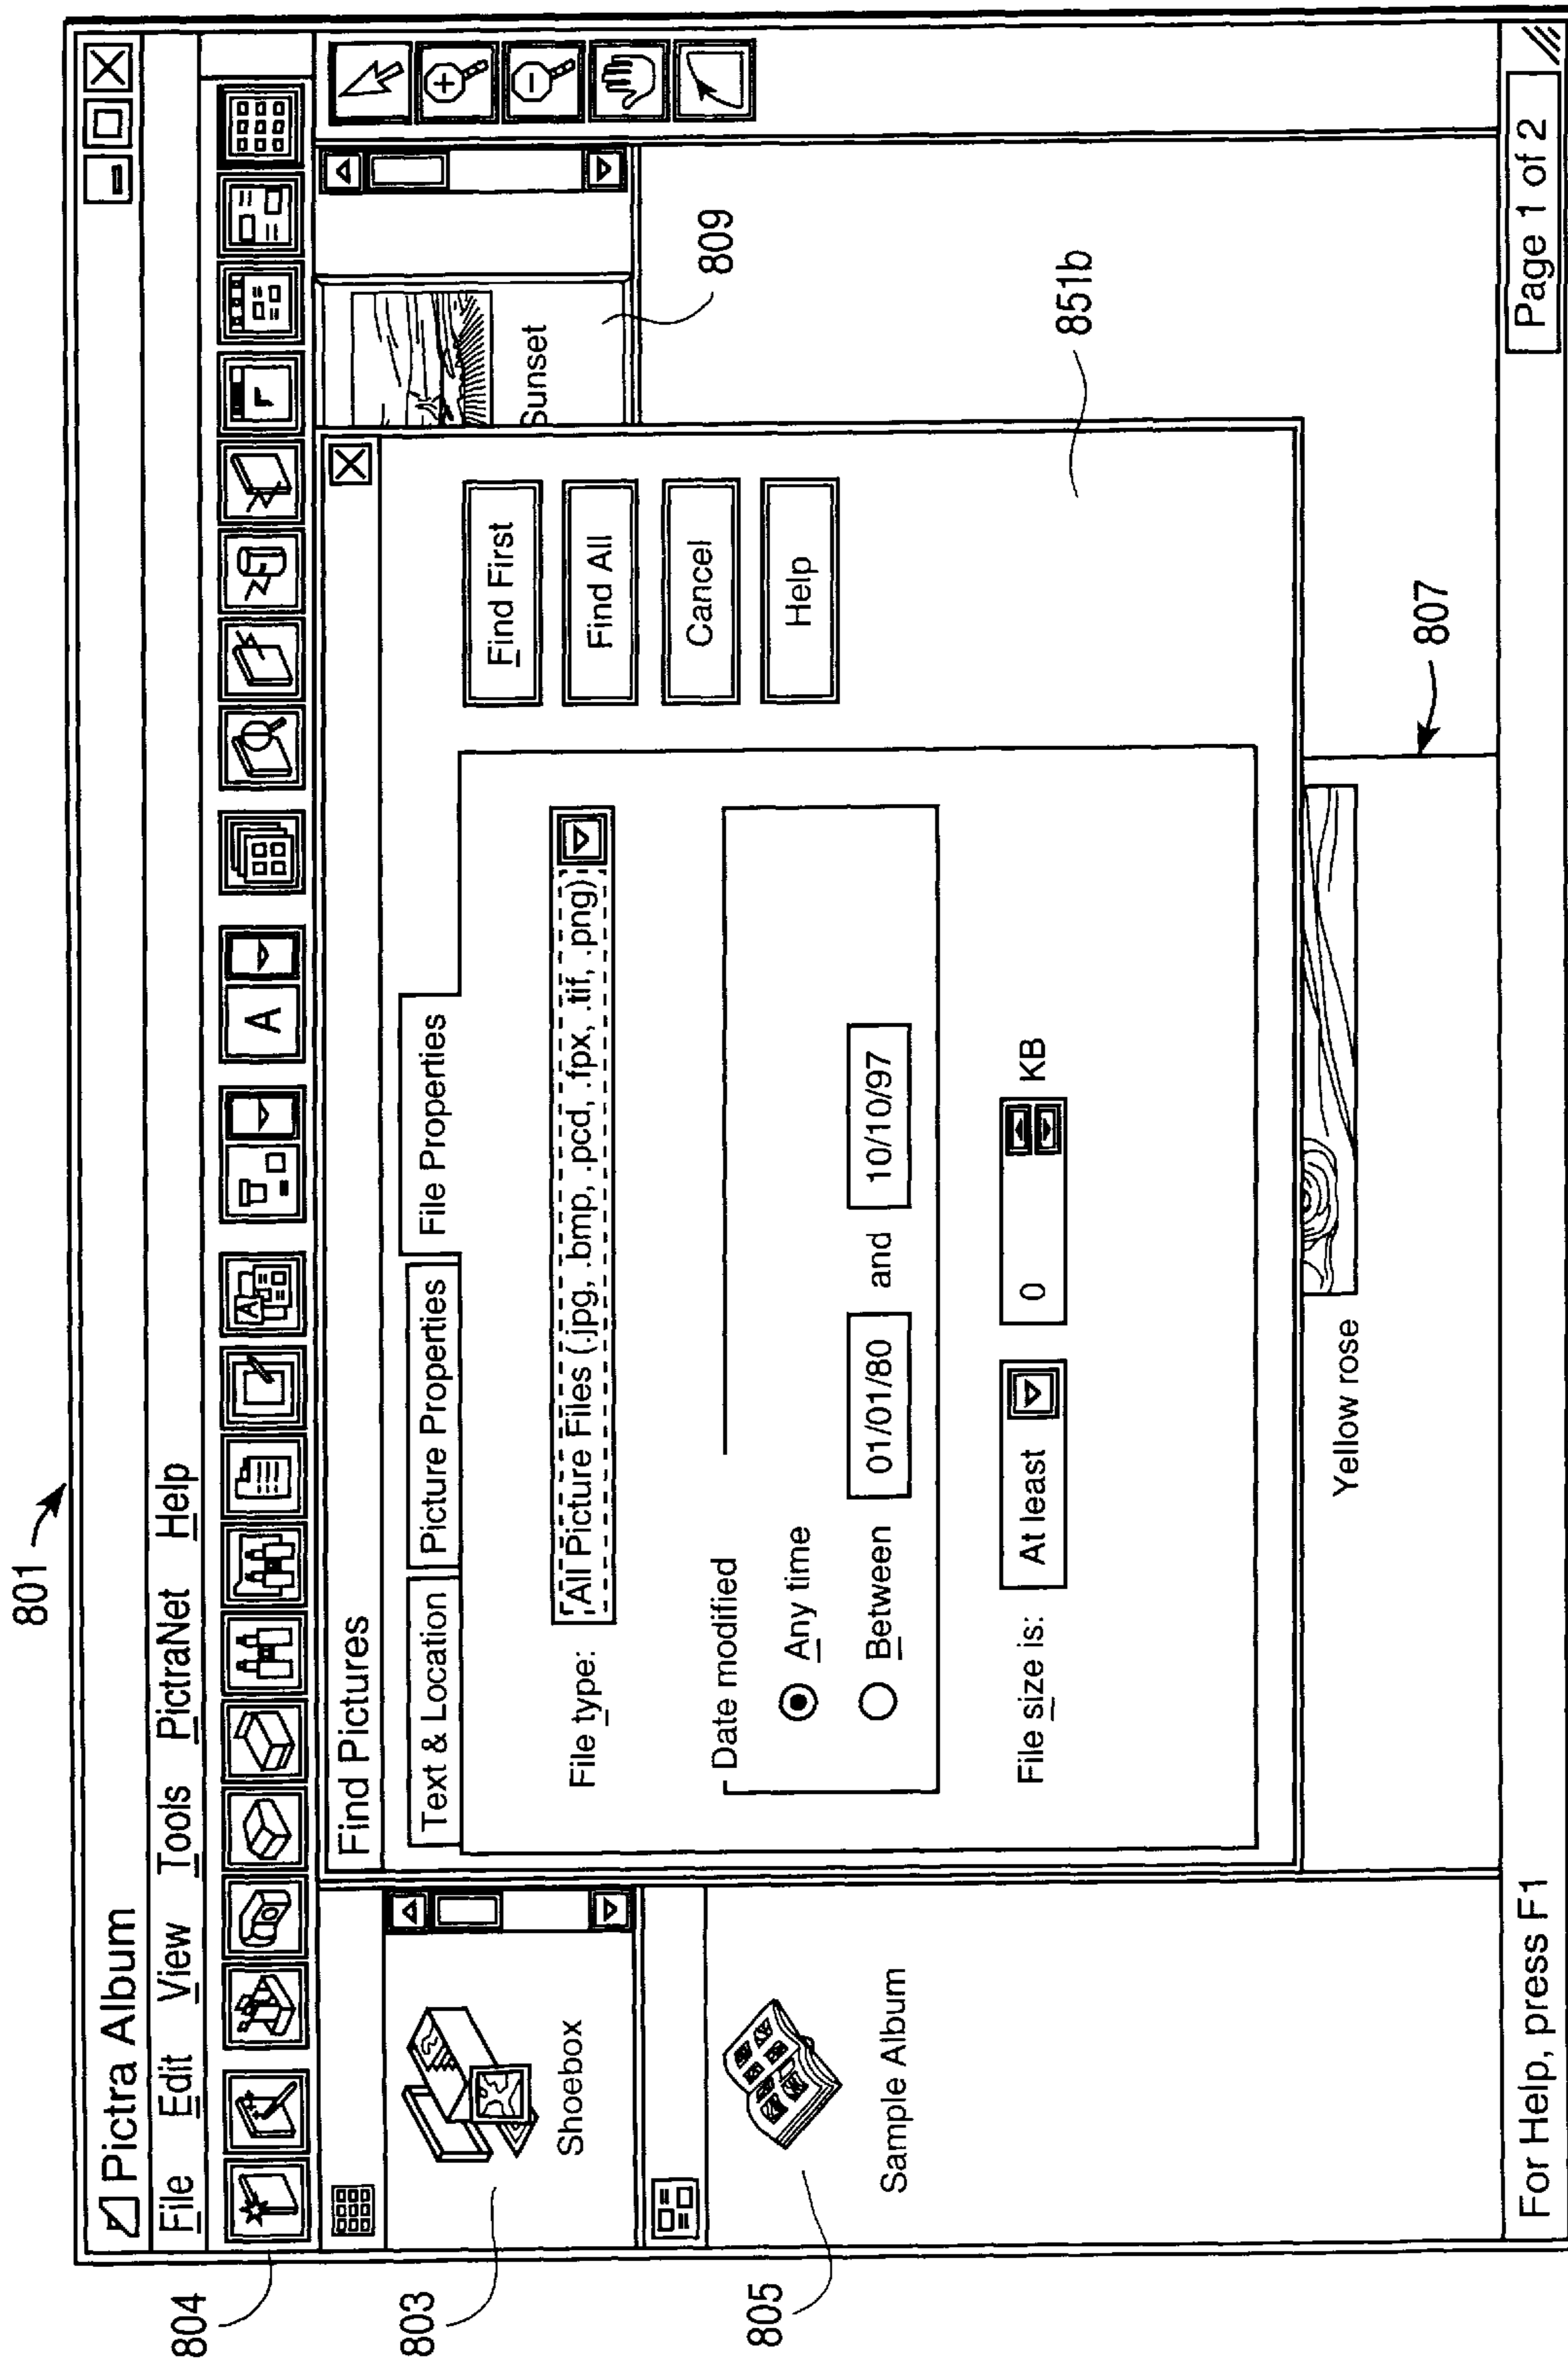 801
Pictra Album
File Edit View Tools PictraNet Help
804
A
A
Find Pictures
Text & Location
Picture Properties
File Properties
File type:
All Picture Files (.jpg, .bmp, .pcd, .fpx, .tif, .png)
Date modified
Any time
Between
01/01/80
and
10/10/97
File size is:
At least
0
KB
Find First
Find All
Cancel
Help
803
Shoebox
805
Sample Album
Sunset
809
851b
807
Yellow rose
For Help, press F1
Page 1 of 2